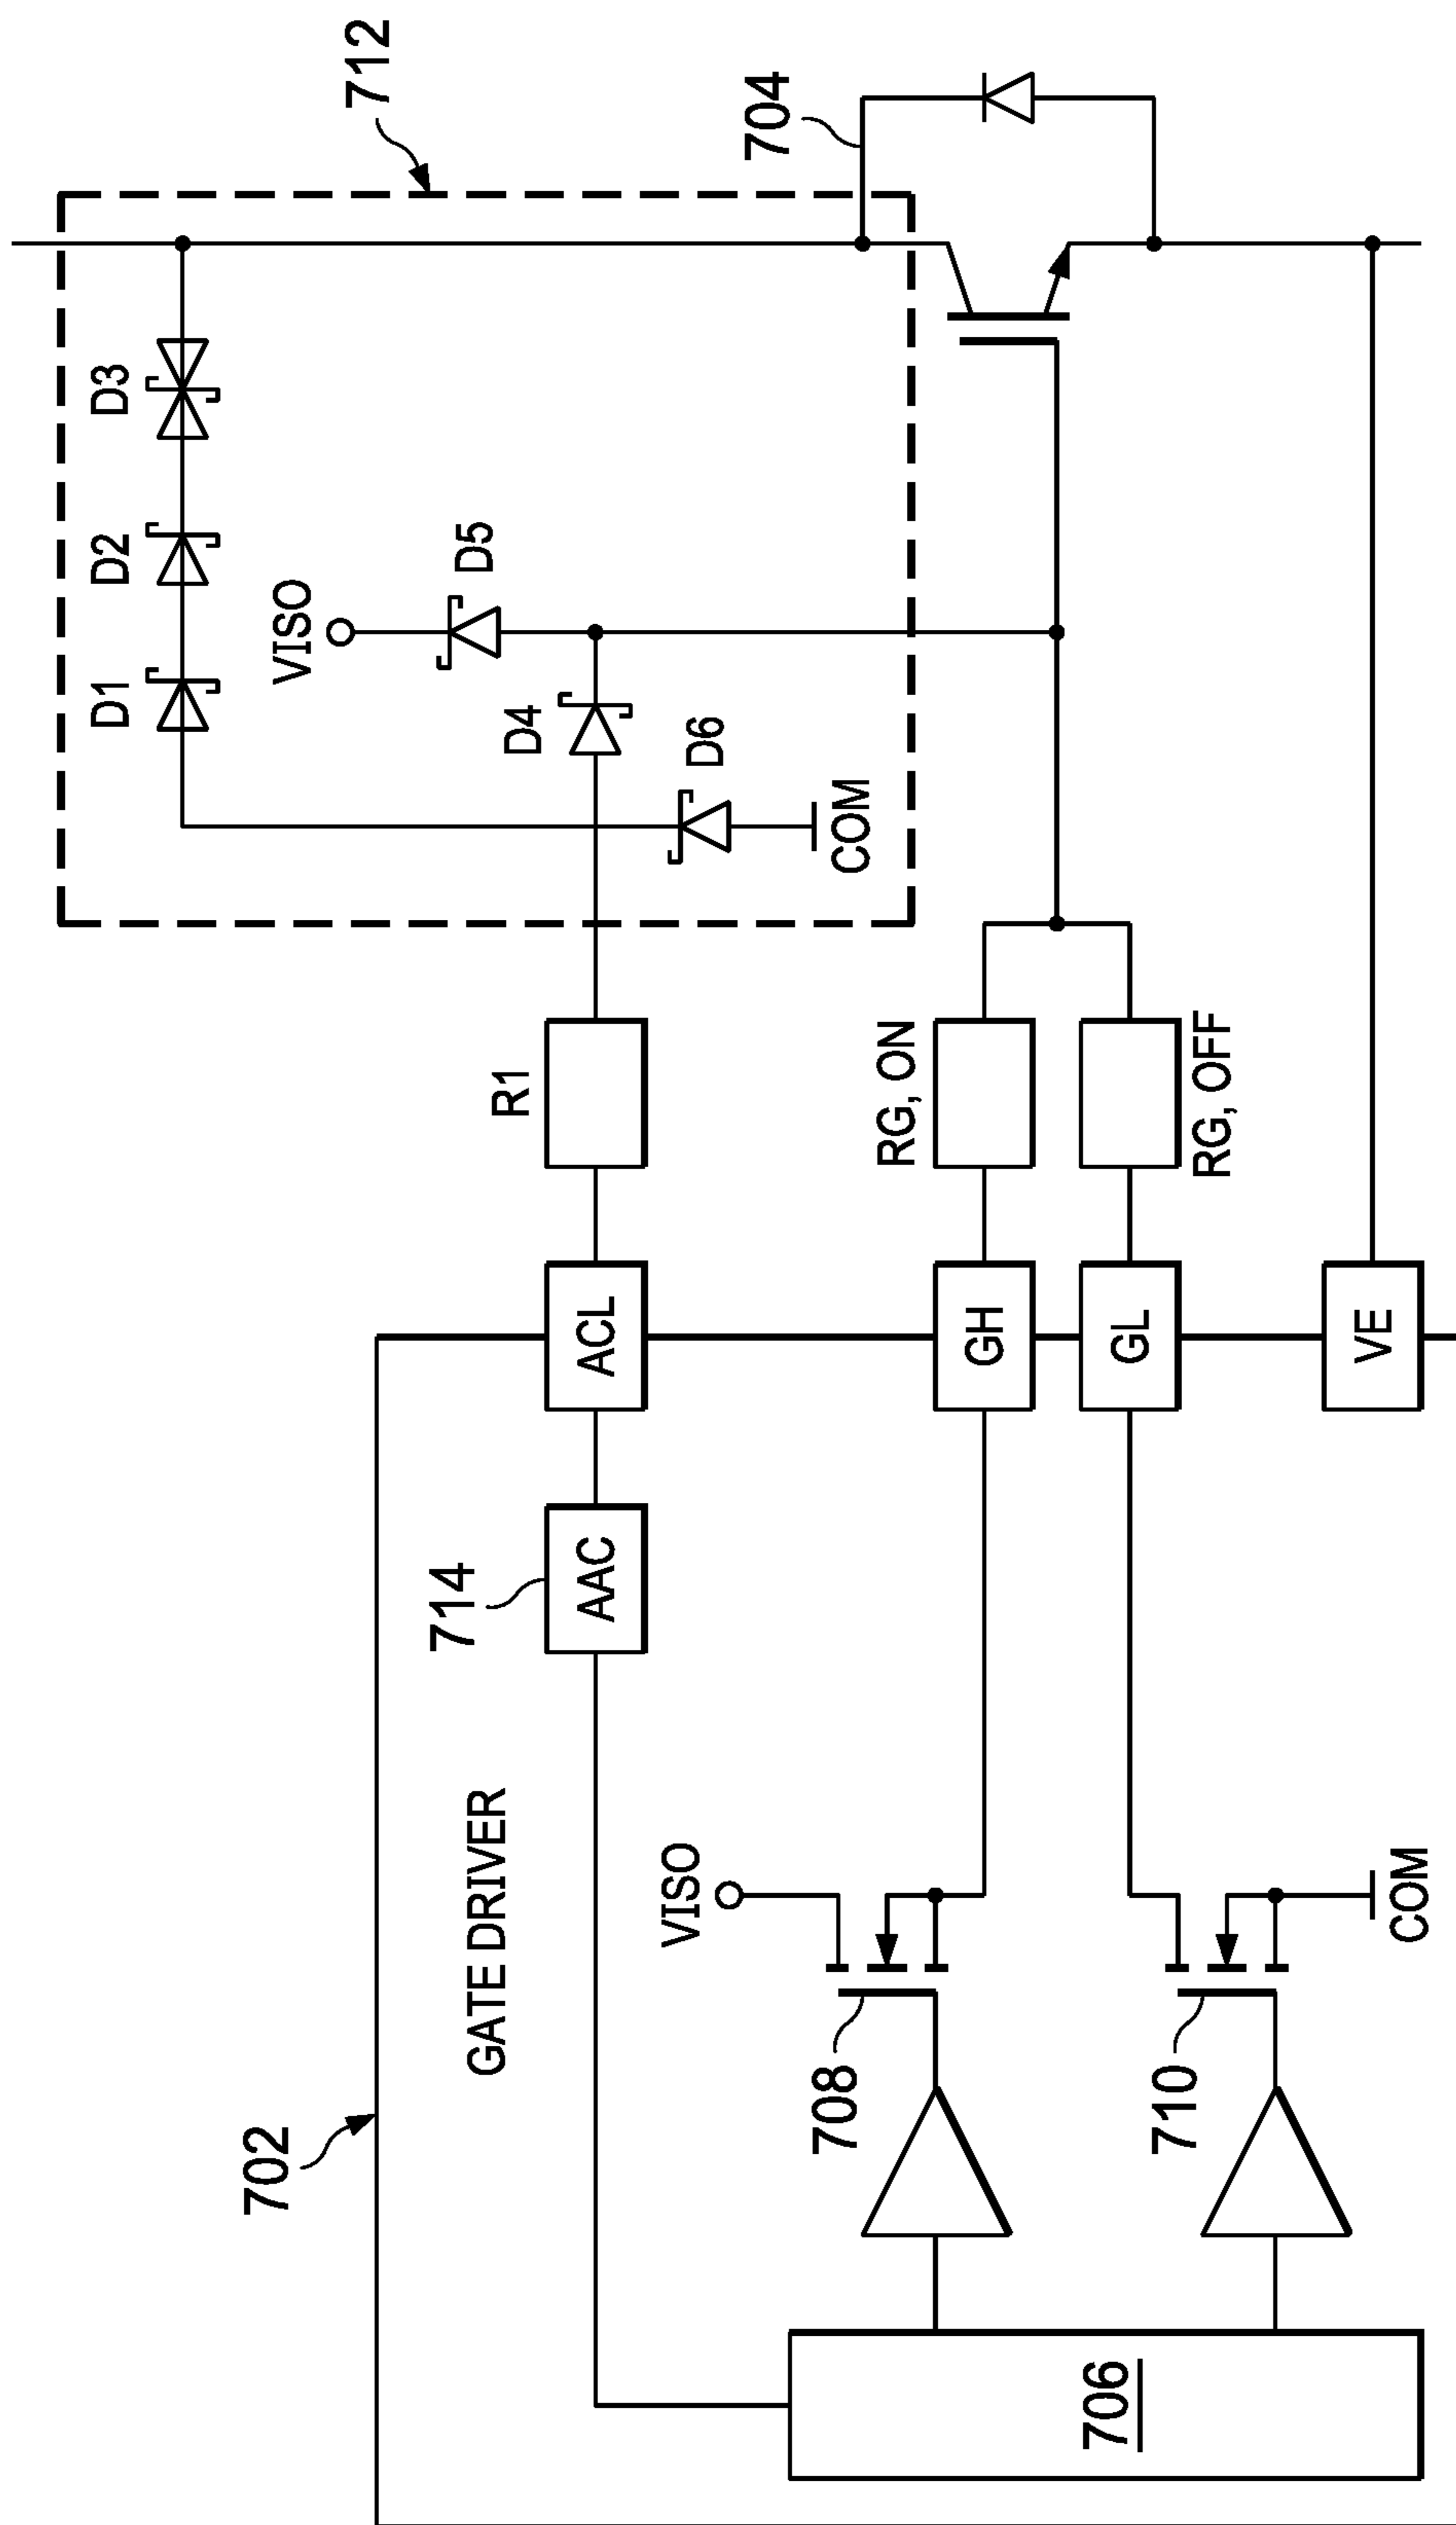 712
704
D1
D2
D3
VISO
D5
D4
D6
COM
R1
RG, ON
RG, OFF
ACL
GH
GL
VE
714
AAC
702
GATE DRIVER
VISO
708
710
COM
706